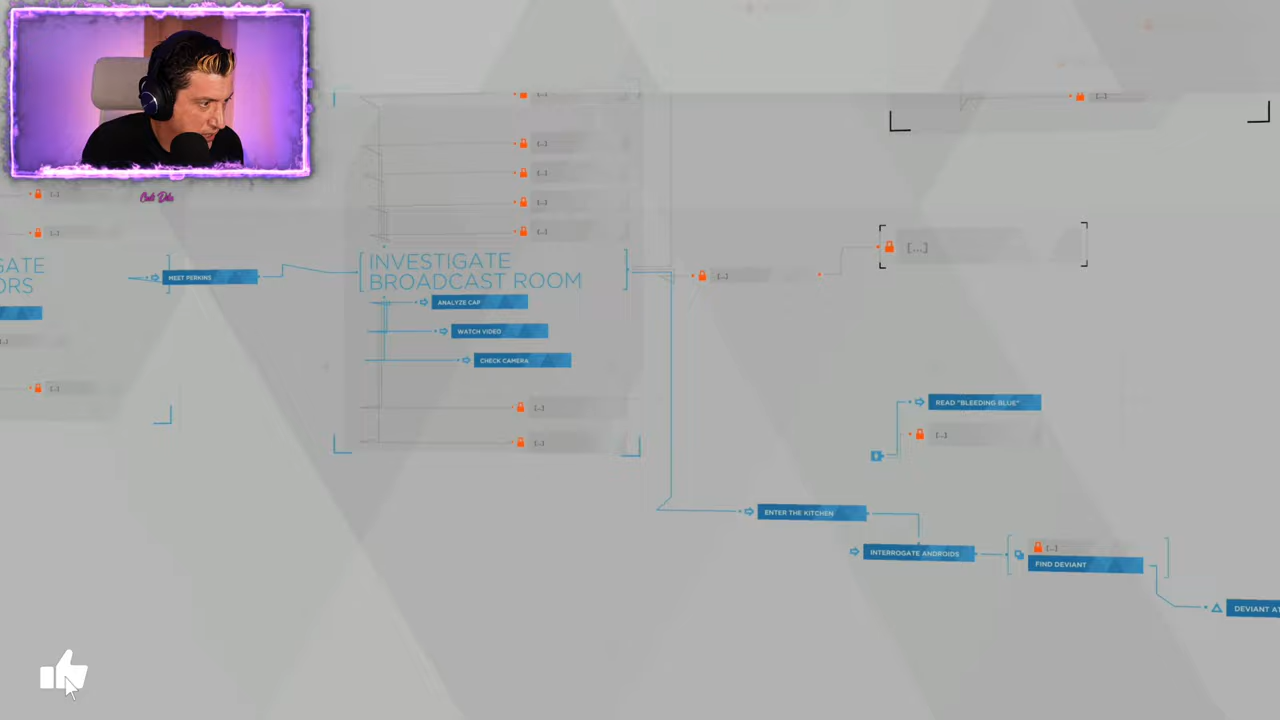 [...]
[...]
[...]
[...]
[...]
[...]
[...]
[...]
GATE
ORS
MEET PERKINS
INVESTIGATE
BROADCAST ROOM
[...]
[...]
ANALYZE CAP
WATCH VIDEO
CHECK CAMERA
[...]
[...]
[...]
[...]
READ "BLEEDING BLUE"
[...]
ENTER THE KITCHEN
INTERROGATE ANDROIDS
[...]
FIND DEVIANT
DEVIANT AT